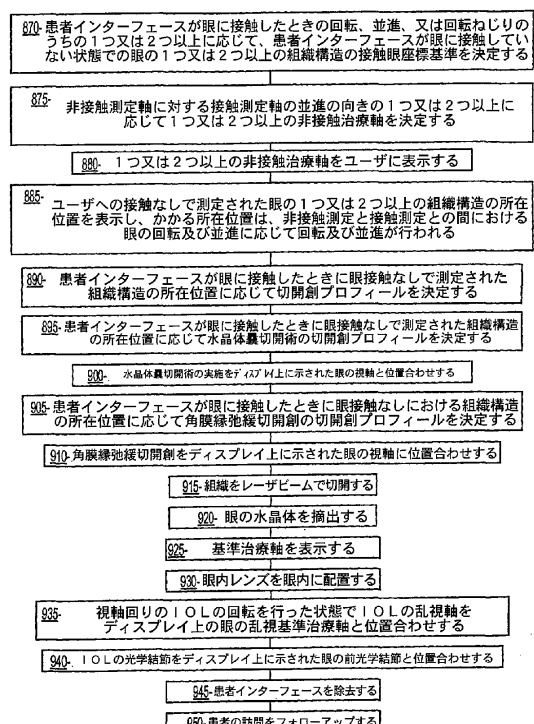 870- 患者インターフェースが眼に接触したときの回転、並進、又は回転ねじりの
うちの1つ又は2つ以上に応じて、患者インターフェースが眼に接触してい
ない状態での眼の1つ又は2つ以上の組織構造の接触眼座標基準を決定する
875- 非接触測定軸に対する接触測定軸の並進の向きの1つ又は2つ以上に
応じて1つ又は2つ以上の非接触治療軸を決定する
880- 1つ又は2つ以上の非接触治療軸をユーザに表示する
885- ユーザへの接触なしで測定された眼の1つ又は2つ以上の組織構造の所在
位置を表示し、かかる所在位置は、非接触測定と接触測定との間における
眼の回転及び並進に応じて回転及び並進が行われる
890- 患者インターフェースが眼に接触したときに眼接触なしで測定された
組織構造の所在位置に応じて切開創プロフィールを決定する
895- 患者インターフェースが眼に接触したときに眼接触なしで測定された組織構造
の所在位置に応じて水晶体嚢切開術の切開創プロフィールを決定する
900- 水晶体嚢切開術の実施をディスプレイ上に示された眼の視軸と位置合わせする
905- 患者インターフェースが眼に接触したときに眼接触なしにおける組織構造
の所在位置に応じて角膜縁弛緩切開創の切開創プロフィールを決定する
910- 角膜縁弛緩切開創をディスプレイ上に示された眼の視軸に位置合わせする
915- 組織をレーザビームで切開する
920- 眼の水晶体を摘出する
925- 基準治療軸を表示する
930- 眼内レンズを眼内に配置する
935- 視軸回りのIOLの回転を行った状態でIOLの乱視軸を
ディスプレイ上の眼の乱視基準治療軸と位置合わせする
940- IOLの光学結節をディスプレイ上に示された眼の前光学結節と位置合わせする
945- 患者インターフェースを除去する
950- 患者の訪問をフォローアップする